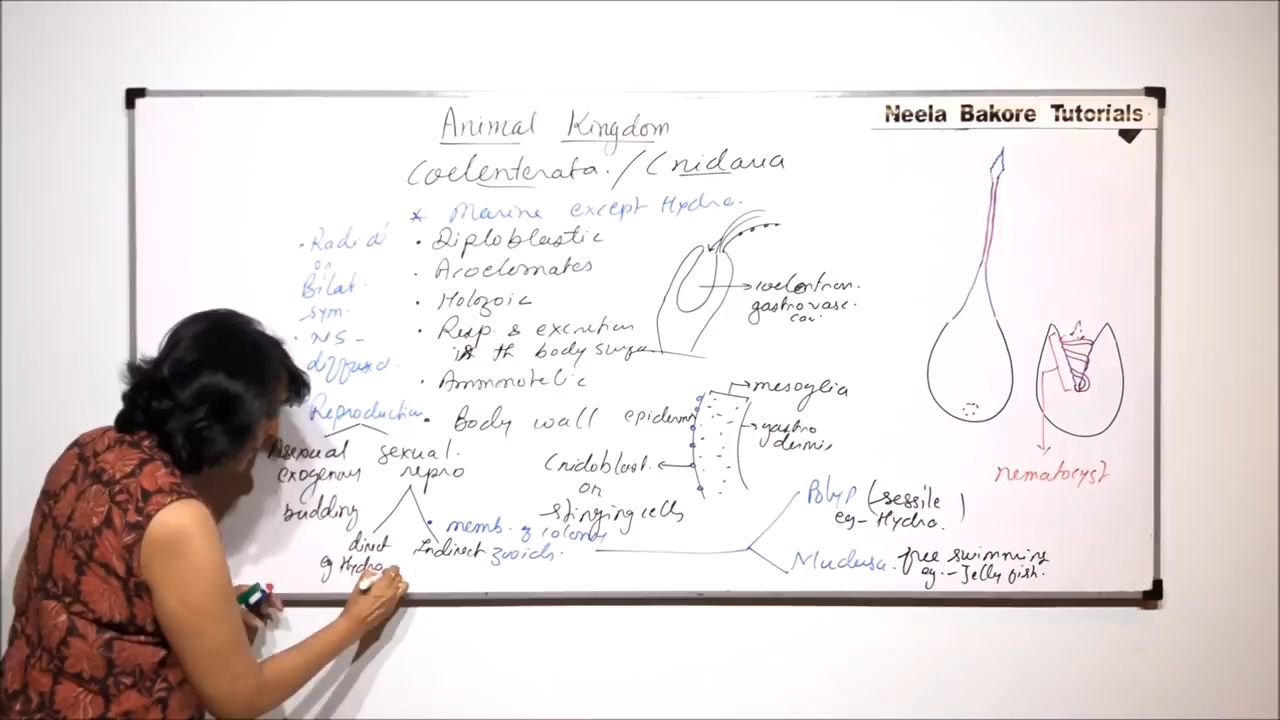 Neela Bakore Tutorials
Animal Kingdom
Coelenterata. / Cnidaria
* Marine except Hydra.
• Radial
or
Bilat.
sym.
• NS -
diffused
• Diploblastic
• Acoelomates
• Holozoic
• Resp. & excretion
is th body surface
• Ammonotelic
coelentron.
gastrovasc.
cav.
Reproduction
Asexual
exogenous
budding
sexual.
repro
direct
eg Hydra
Indirect
• Body wall
epidermis
mesoglia
gastro
dermis
Cnidoblast.
or
stinging cells
• memb. of colony
zooids.
Polyp (sessile)
eg- Hydra.
Mudusa. free swimming
eg. - Jelly fish.
nematocyst